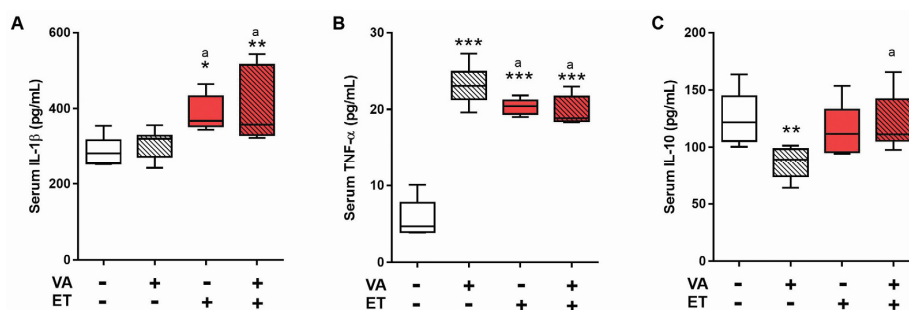 A
Serum IL-1β (pg/mL)
600
400
200
0
a
*
a
**
VA - + - +
ET - - + +
B
Serum TNF-α (pg/mL)
30
20
10
0
***
a
***
a
***
VA - + - +
ET - - + +
C
Serum IL-10 (pg/mL)
200
150
100
50
0
**
a
VA - + - +
ET - - + +